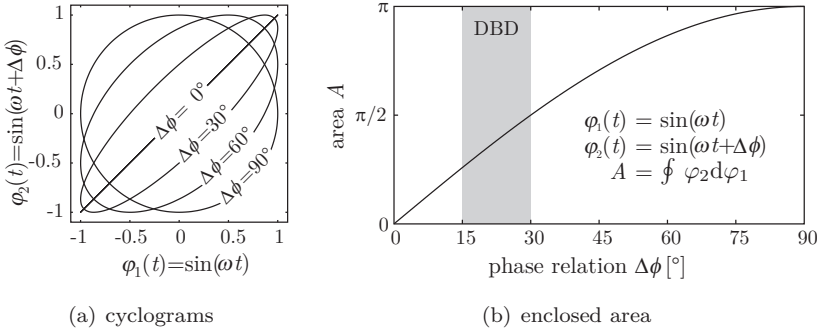 φ₂(t)=sin(ωt+Δϕ)
1
0.5
0
-0.5
-1
Δϕ= 0°
Δϕ=30°
Δϕ=60°
Δϕ=90°
-1 -0.5 0 0.5 1
φ₁(t)=sin(ωt)
(a) cyclograms
area A
π
π/2
0
DBD
φ₁(t) = sin(ωt)
φ₂(t) = sin(ωt+Δϕ)
A = ∮ φ₂dφ₁
0 15 30 45 60 75 90
phase relation Δϕ [°]
(b) enclosed area